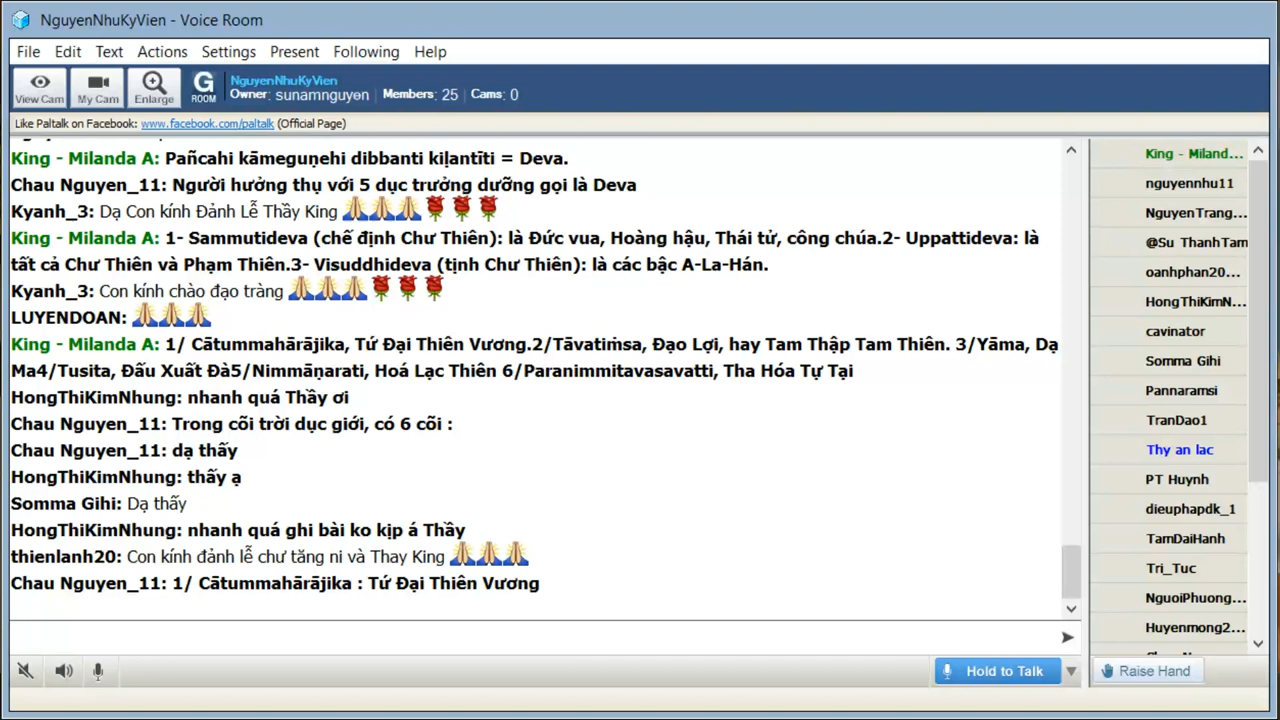 NguyenNhuKyVien - Voice Room
File Edit Text Actions Settings Present Following Help
View Cam My Cam Enlarge G ROOM
NguyenNhuKyVien
Owner: sunamnguyen Members: 25 Cams: 0
Like Paltalk on Facebook: www.facebook.com/paltalk (Official Page)
King - Milanda A: Pañcahi kāmeguṇehi dibbanti kiḷantīti = Deva.
Chau Nguyen_11: Người hưởng thụ với 5 dục trưởng dưỡng gọi là Deva
Kyanh_3: Dạ Con kính Đảnh Lễ Thầy King 🙏🙏🙏🌹🌹🌹
King - Milanda A: 1- Sammutideva (chế định Chư Thiên): là Đức vua, Hoàng hậu, Thái tử, công chúa.2- Uppattideva: là
tất cả Chư Thiên và Phạm Thiên.3- Visuddhideva (tịnh Chư Thiên): là các bậc A-La-Hán.
Kyanh_3: Con kính chào đạo tràng 🙏🙏🙏🌹🌹🌹
LUYENDOAN: 🙏🙏🙏
King - Milanda A: 1/ Cātummahārājika, Tứ Đại Thiên Vương.2/Tāvatiṁsa, Đạo Lợi, hay Tam Thập Tam Thiên. 3/Yāma, Dạ
Ma4/Tusita, Đấu Xuất Đà5/Nimmāṇarati, Hoá Lạc Thiên 6/Paranimmitavasavatti, Tha Hóa Tự Tại
HongThiKimNhung: nhanh quá Thầy ơi
Chau Nguyen_11: Trong cõi trời dục giới, có 6 cõi :
Chau Nguyen_11: dạ thấy
HongThiKimNhung: thấy ạ
Somma Gihi: Dạ thấy
HongThiKimNhung: nhanh quá ghi bài ko kịp á Thầy
thienlanh20: Con kính đảnh lễ chư tăng ni và Thay King 🙏🙏🙏
Chau Nguyen_11: 1/ Cātummahārājika : Tứ Đại Thiên Vương
King - Miland...
nguyennhu11
NguyenTrang...
@Su ThanhTam
oanhphan20...
HongThiKimN...
cavinator
Somma Gihi
Pannaramsi
TranDao1
Thy an lac
PT Huynh
dieuphapdk_1
TamDaiHanh
Tri_Tuc
NguoiPhuong...
Huyenmong2...
Hold to Talk
Raise Hand